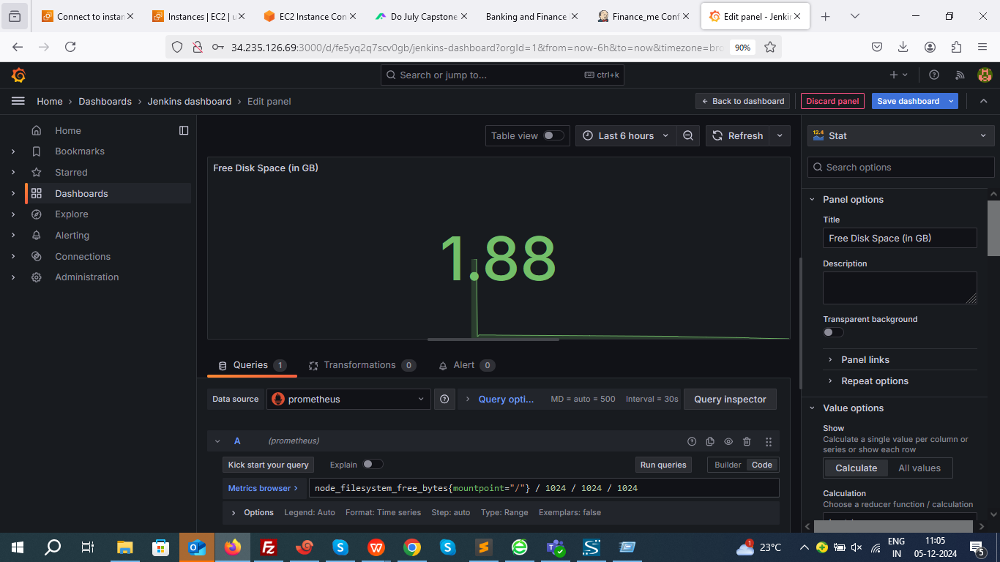 Connect to instan
Instances | EC2 | u
EC2 Instance Con
Do July Capstone
Banking and Finance
Finance_me Conf
Edit panel - Jenki
34.235.126.69:3000/d/fe5yq2q7scv0gb/jenkins-dashboard?orgId=1&from=now-6h&to=now&timezone=bro
90%
Search or jump to...
ctrl+k
Home › Dashboards › Jenkins dashboard › Edit panel
Back to dashboard
Discard panel
Save dashboard
Home
Bookmarks
Starred
Dashboards
Explore
Alerting
Connections
Administration
Table view
Last 6 hours
Refresh
Free Disk Space (in GB)
1.88
Queries 1
Transformations 0
Alert 0
Data source
prometheus
Query opti...
MD = auto = 500
Interval = 30s
Query inspector
A
(prometheus)
Kick start your query
Explain
Run queries
Builder
Code
Metrics browser >
node_filesystem_free_bytes{mountpoint="/"} / 1024 / 1024 / 1024
Options
Legend: Auto
Format: Time series
Step: auto
Type: Range
Exemplars: false
12.4
Stat
Search options
Panel options
Title
Free Disk Space (in GB)
Description
Transparent background
Panel links
Repeat options
Value options
Show
Calculate a single value per column or
series or show each row
Calculate
All values
Calculation
Choose a reducer function / calculation
1
23°C
ENG
IN
11:05
05-12-2024
5